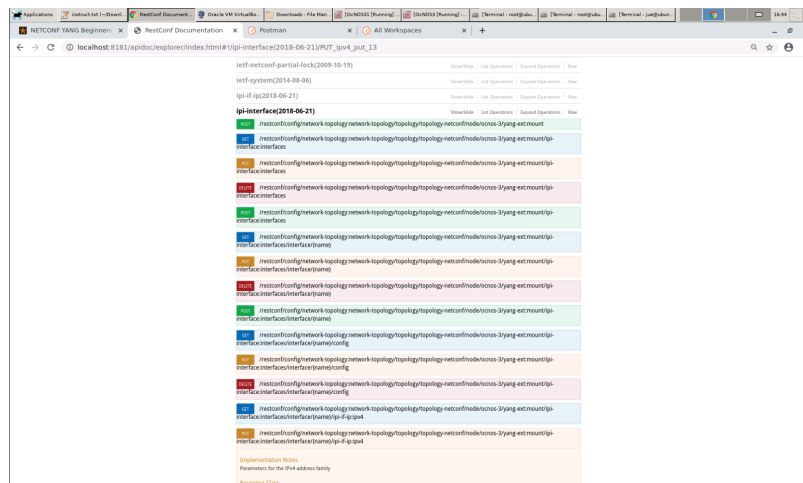 Applications
instruct.txt (~/Downl...
RestConf Document...
Oracle VM VirtualBo...
Downloads - File Man...
[OcNOS31 [Running] ...
[OcNOS3 [Running] -...
[Terminal - root@ubu...
[Terminal - root@ubu...
[Terminal - jue@ubun...
16:44
NETCONF YANG Beginners ×
RestConf Documentation ×
Postman ×
All Workspaces × +
localhost:8181/apidoc/explorer/index.html#!/ipi-interface(2018-06-21)/PUT_ipv4_put_13
ietf-netconf-partial-lock(2009-10-19) Show/Hide | List Operations | Expand Operations | Raw
ietf-system(2014-08-06) Show/Hide | List Operations | Expand Operations | Raw
ipi-if-ip(2018-06-21) Show/Hide | List Operations | Expand Operations | Raw
ipi-interface(2018-06-21) Show/Hide | List Operations | Expand Operations | Raw
POST /restconf/config/network-topology:network-topology/topology/topology-netconf/node/ocnos-3/yang-ext:mount
GET /restconf/config/network-topology:network-topology/topology/topology-netconf/node/ocnos-3/yang-ext:mount/ipi-
interface:interfaces
PUT /restconf/config/network-topology:network-topology/topology/topology-netconf/node/ocnos-3/yang-ext:mount/ipi-
interface:interfaces
DELETE /restconf/config/network-topology:network-topology/topology/topology-netconf/node/ocnos-3/yang-ext:mount/ipi-
interface:interfaces
POST /restconf/config/network-topology:network-topology/topology/topology-netconf/node/ocnos-3/yang-ext:mount/ipi-
interface:interfaces
GET /restconf/config/network-topology:network-topology/topology/topology-netconf/node/ocnos-3/yang-ext:mount/ipi-
interface:interfaces/interface/{name}
PUT /restconf/config/network-topology:network-topology/topology/topology-netconf/node/ocnos-3/yang-ext:mount/ipi-
interface:interfaces/interface/{name}
DELETE /restconf/config/network-topology:network-topology/topology/topology-netconf/node/ocnos-3/yang-ext:mount/ipi-
interface:interfaces/interface/{name}
POST /restconf/config/network-topology:network-topology/topology/topology-netconf/node/ocnos-3/yang-ext:mount/ipi-
interface:interfaces/interface/{name}
GET /restconf/config/network-topology:network-topology/topology/topology-netconf/node/ocnos-3/yang-ext:mount/ipi-
interface:interfaces/interface/{name}/config
PUT /restconf/config/network-topology:network-topology/topology/topology-netconf/node/ocnos-3/yang-ext:mount/ipi-
interface:interfaces/interface/{name}/config
DELETE /restconf/config/network-topology:network-topology/topology/topology-netconf/node/ocnos-3/yang-ext:mount/ipi-
interface:interfaces/interface/{name}/config
GET /restconf/config/network-topology:network-topology/topology/topology-netconf/node/ocnos-3/yang-ext:mount/ipi-
interface:interfaces/interface/{name}/ipi-if-ip:ipv4
PUT /restconf/config/network-topology:network-topology/topology/topology-netconf/node/ocnos-3/yang-ext:mount/ipi-
interface:interfaces/interface/{name}/ipi-if-ip:ipv4
Implementation Notes
Parameters for the IPv4 address family